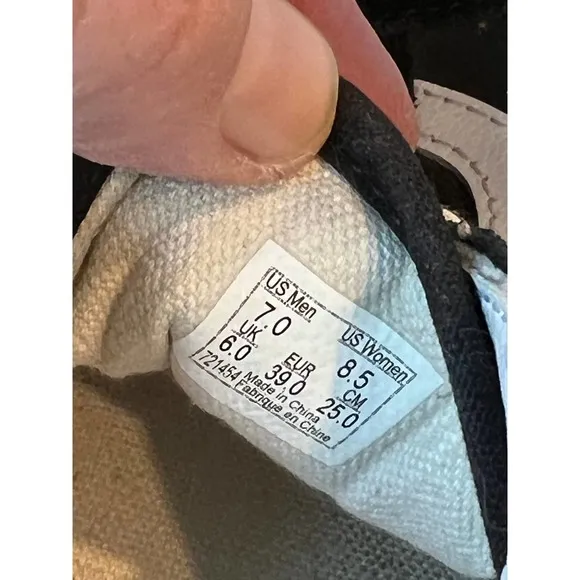 US Men. US Women.
7.0 8.5
UK EUR CM
6.0 39.0 25.0
721454 Made in China
Fabrique en Chine